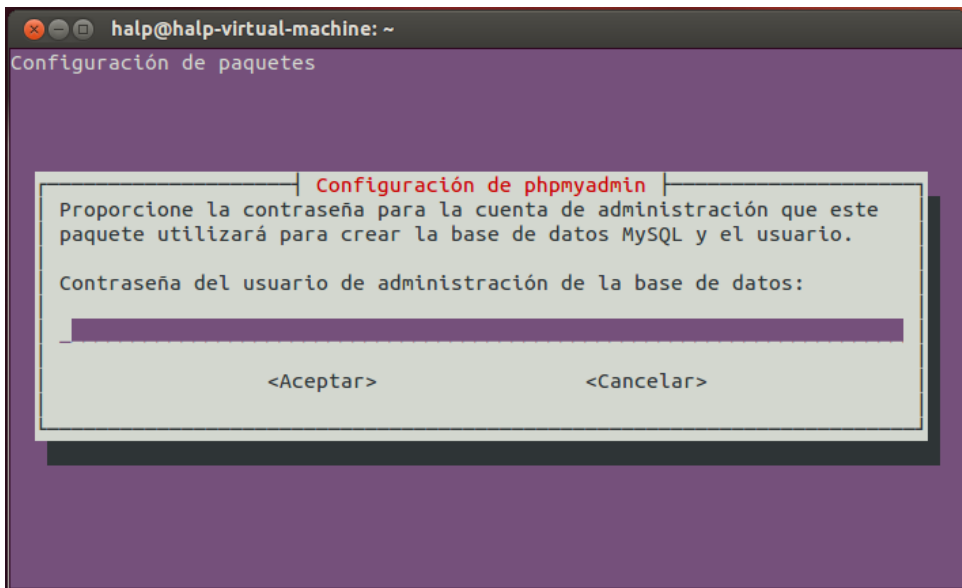 halp@halp-virtual-machine: ~
Configuración de paquetes
Configuración de phpmyadmin
Proporcione la contraseña para la cuenta de administración que este
paquete utilizará para crear la base de datos MySQL y el usuario.
Contraseña del usuario de administración de la base de datos:
<Aceptar> <Cancelar>